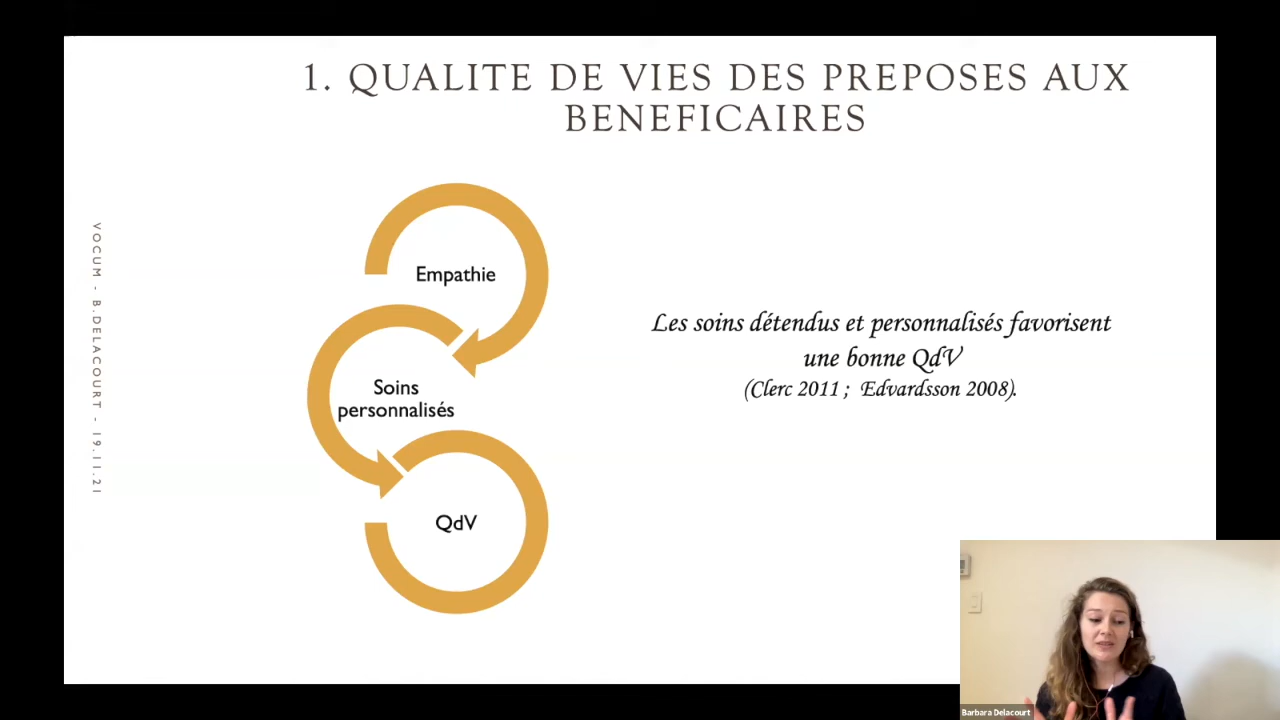 1. QUALITE DE VIES DES PREPOSES AUX
BENEFICAIRES
VOCUM - B.DELACOURT - 19.11.21
Empathie
Soins
personnalisés
QdV
Les soins détendus et personnalisés favorisent
une bonne QdV
(Clerc 2011 ; Edvardsson 2008).
Barbara Delacourt